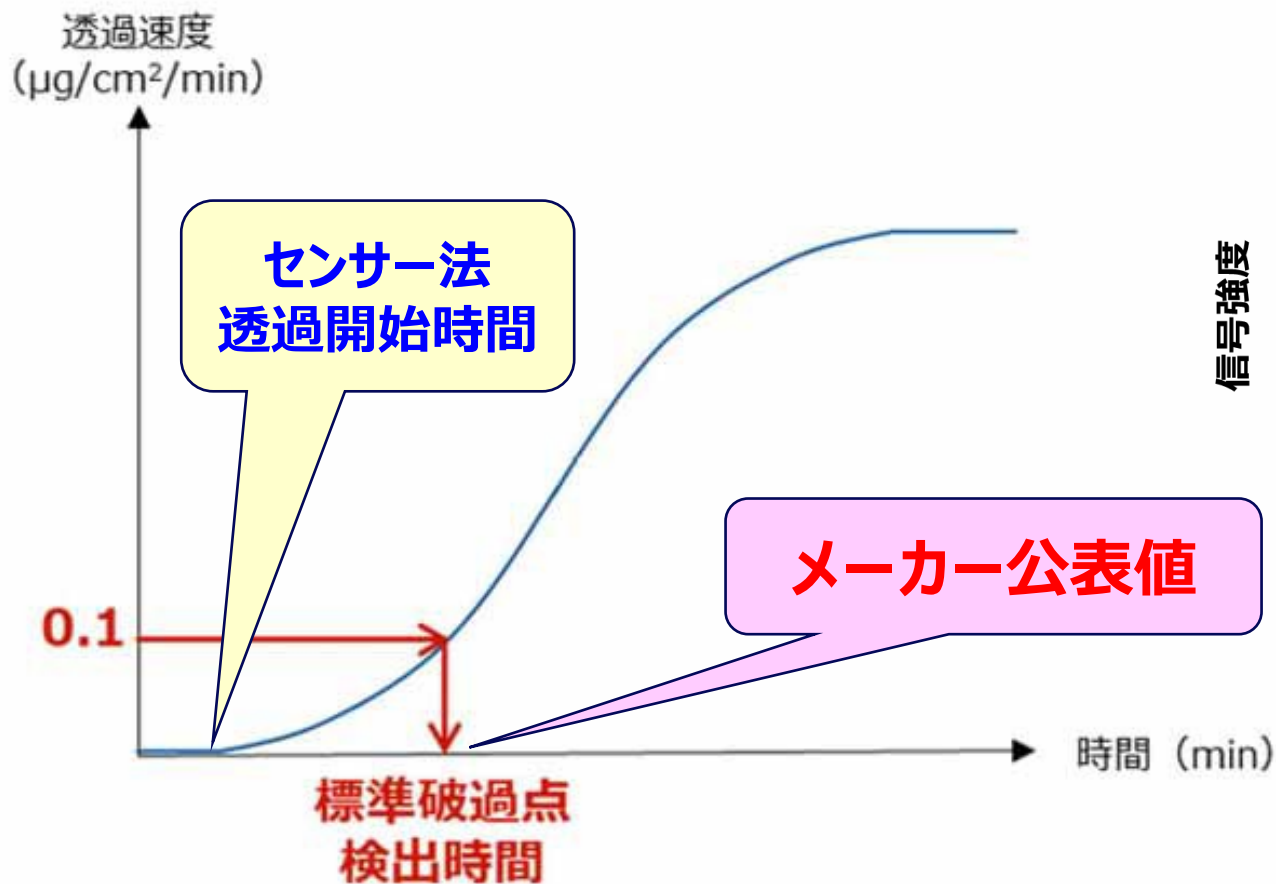 透過速度
（μg/cm²/min）
センサー法
透過開始時間
信号強度
メーカー公表値
0.1
時間（min）
標準破過点
検出時間